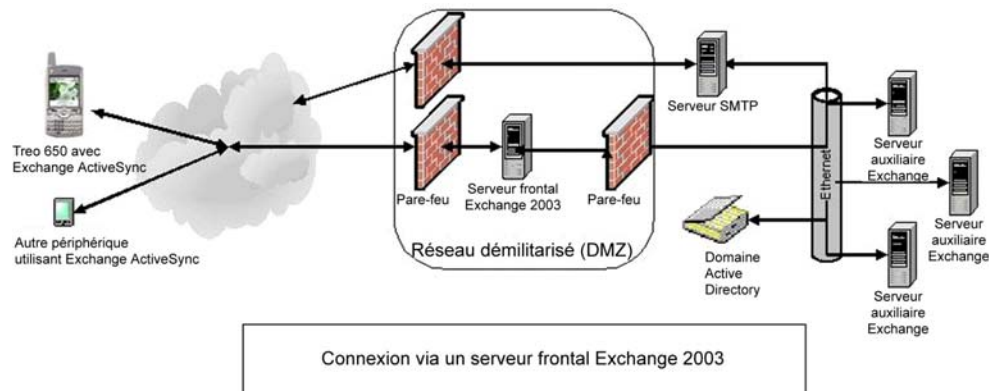 Treo 650 avec
Exchange ActiveSync
Autre périphérique
utilisant Exchange ActiveSync
Pare-feu
Serveur frontal
Exchange 2003
Pare-feu
Réseau démilitarisé (DMZ)
Serveur SMTP
Ethernet
Domaine
Active
Directory
Serveur
auxiliaire
Exchange
Serveur
auxiliaire
Exchange
Serveur
auxiliaire
Exchange
Connexion via un serveur frontal Exchange 2003